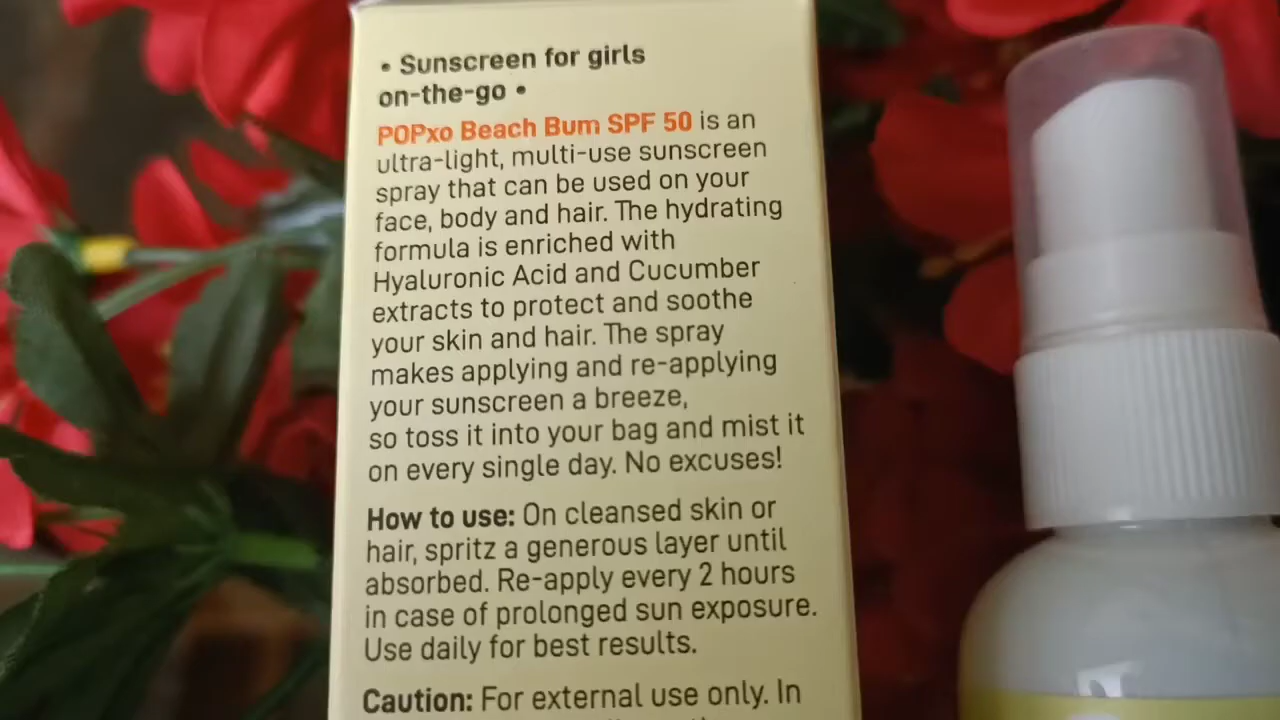 • Sunscreen for girls
on-the-go •
POPxo Beach Bum SPF 50 is an
ultra-light, multi-use sunscreen
spray that can be used on your
face, body and hair. The hydrating
formula is enriched with
Hyaluronic Acid and Cucumber
extracts to protect and soothe
your skin and hair. The spray
makes applying and re-applying
your sunscreen a breeze,
so toss it into your bag and mist it
on every single day. No excuses!
How to use: On cleansed skin or
hair, spritz a generous layer until
absorbed. Re-apply every 2 hours
in case of prolonged sun exposure.
Use daily for best results.
Caution: For external use only. In